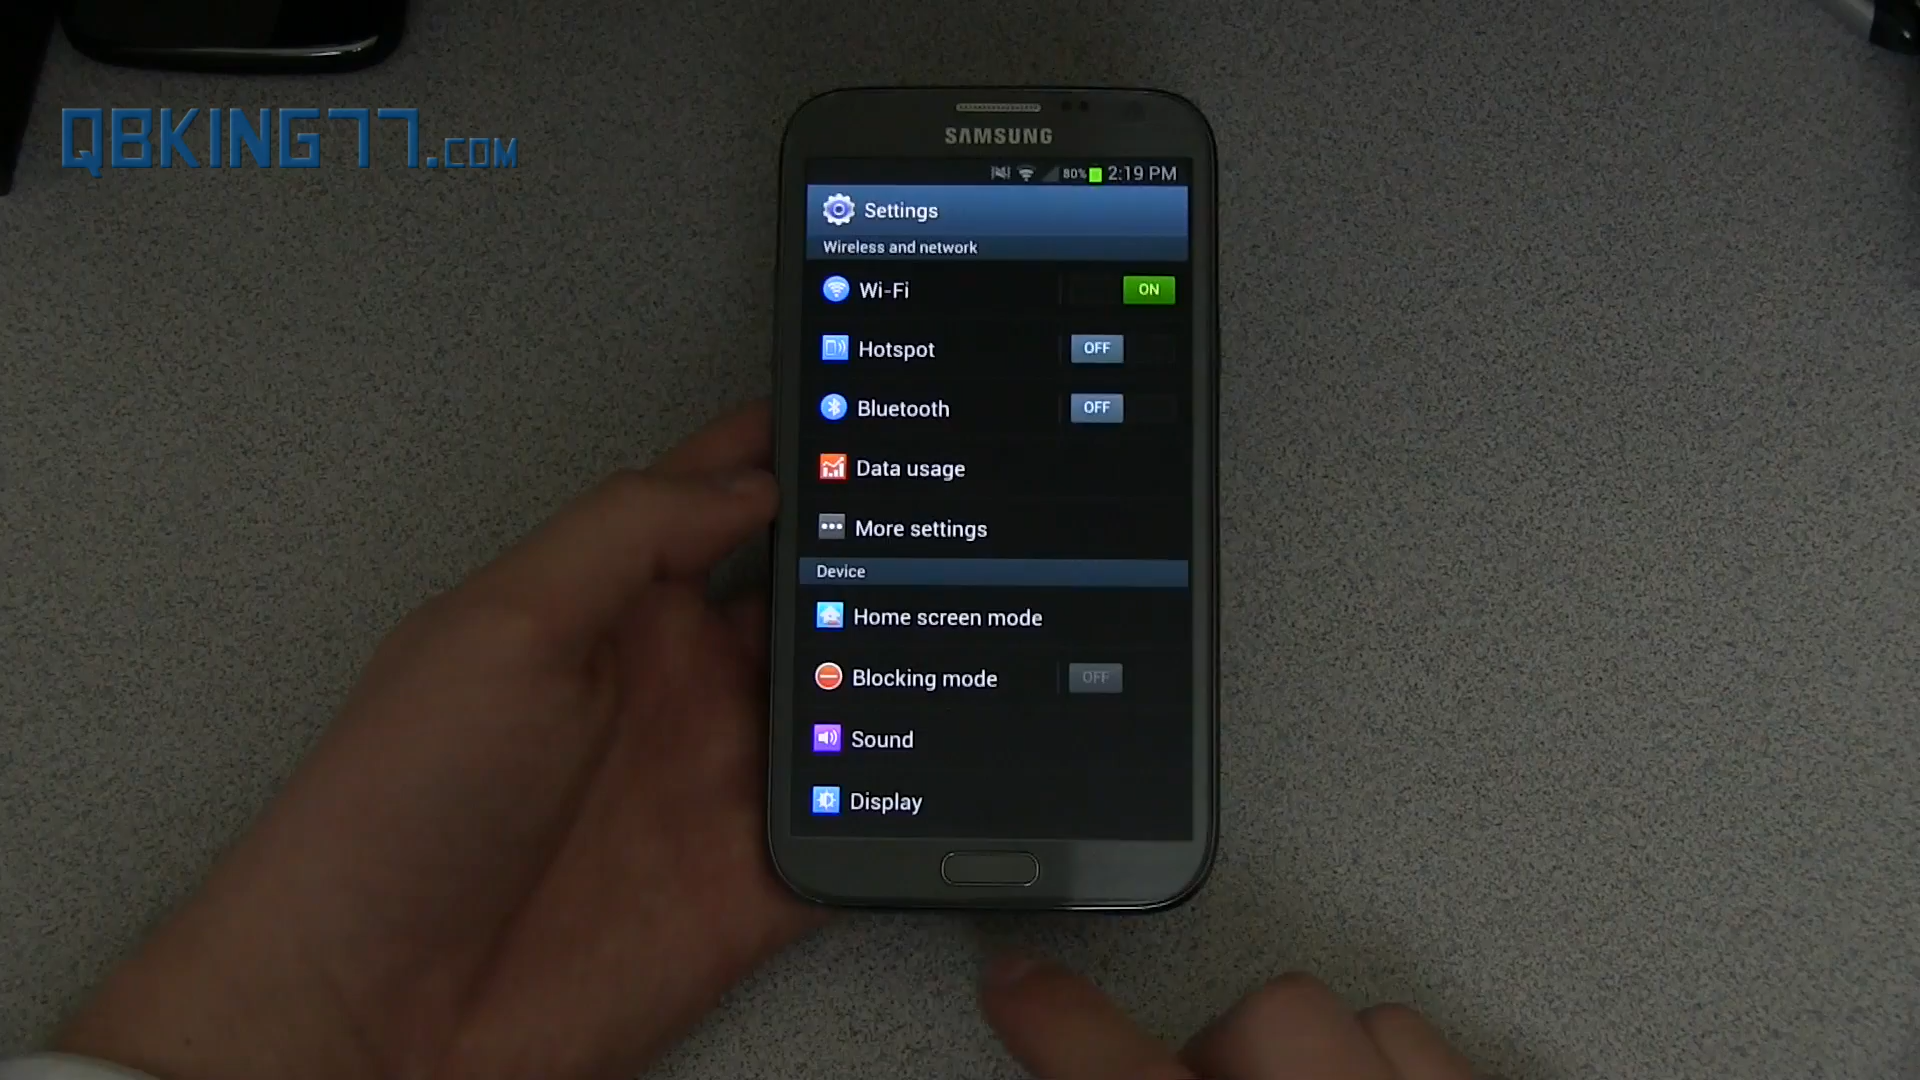 QBKING77.COM
SAMSUNG
80% 2:19 PM
Settings
Wireless and network
Wi-Fi ON
Hotspot OFF
Bluetooth OFF
Data usage
More settings
Device
Home screen mode
Blocking mode OFF
Sound
Display